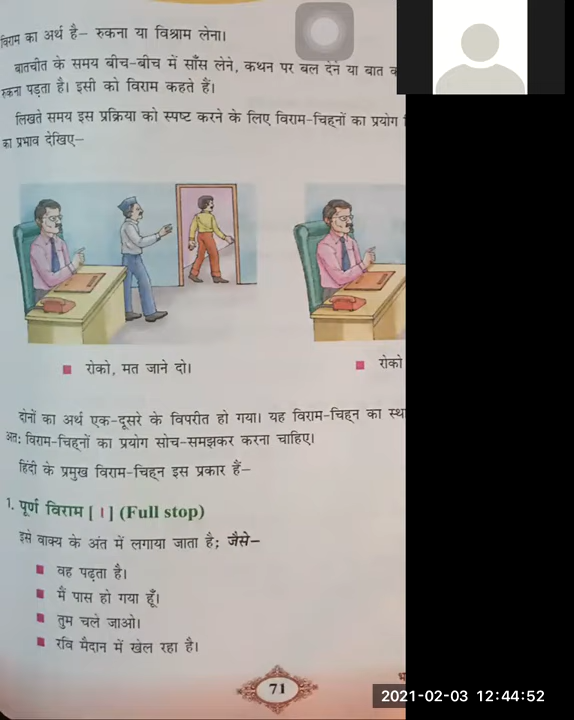 विराम का अर्थ है– रुकना या विश्राम लेना।
बातचीत के समय बीच-बीच में साँस लेने, कथन पर बल देने या बात
रुकना पड़ता है। इसी को विराम कहते हैं।
लिखते समय इस प्रक्रिया को स्पष्ट करने के लिए विराम-चिह्नों का प्रयोग
का प्रभाव देखिए–
रोको, मत जाने दो।
रोको
दोनों का अर्थ एक-दूसरे के विपरीत हो गया। यह विराम-चिह्न का
अत: विराम-चिह्नों का प्रयोग सोच-समझकर करना चाहिए।
हिंदी के प्रमुख विराम-चिह्न इस प्रकार हैं–
1. पूर्ण विराम [ । ] (Full stop)
इसे वाक्य के अंत में लगाया जाता है; जैसे–
वह पढ़ता है।
मैं पास हो गया हूँ।
तुम चले जाओ।
रवि मैदान में खेल रहा है।
71
2021-02-03 12:44:52